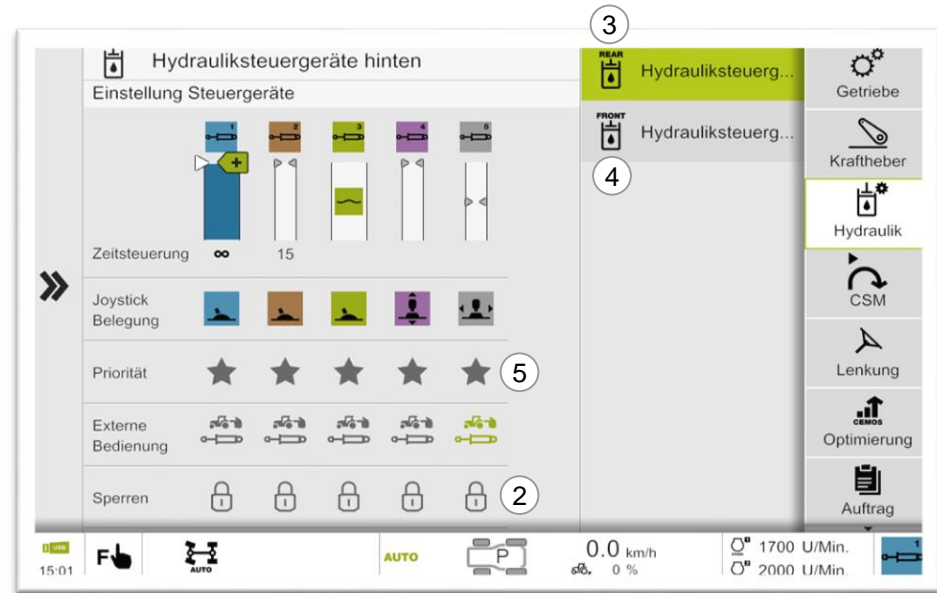 3
Hydrauliksteuergeräte hinten
REAR
Hydrauliksteuerg...
Getriebe
Einstellung Steuergeräte
1 2 3 4 5
FRONT
Hydrauliksteuerg...
Kraftheber
4
Hydraulik
Zeitsteuerung ∞ 15
Joystick
Belegung
CSM
Priorität
5
Lenkung
Externe
Bedienung
CEMOS
Optimierung
Sperren
2
Auftrag
15:01
F
AUTO
AUTO
P
0.0 km/h
0 %
1700 U/Min.
2000 U/Min.
1